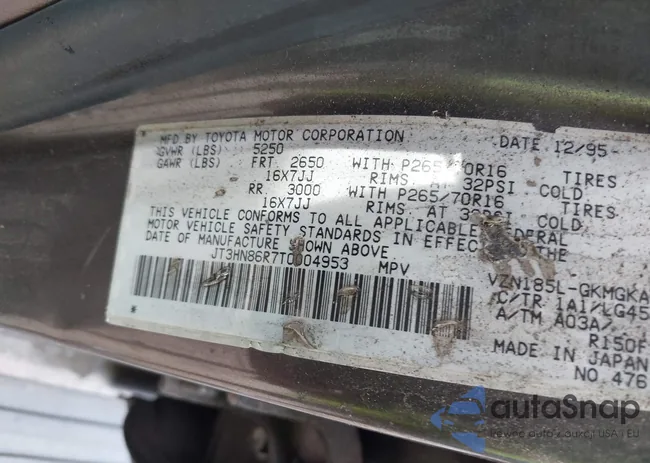 MFD BY TOYOTA MOTOR CORPORATION DATE 12/95
GVWR (LBS) 5250
GAWR (LBS) FRT 2650 WITH P265/70R16 TIRES
16X7JJ RIMS, AT 32PSI COLD
RR 3000 WITH P265/70R16 TIRES
16X7JJ RIMS, AT COLD
THIS VEHICLE CONFORMS TO ALL APPLICABLE FEDERAL
MOTOR VEHICLE SAFETY STANDARDS IN EFFECT THE
DATE OF MANUFACTURE SHOWN ABOVE.
JT3HN86R7T0004953 MPV
VZN185L-GKMGKA
C/TR 1A1/LG45
A/TM A03A/
R150F
MADE IN JAPAN
NO. 476
autoSnap